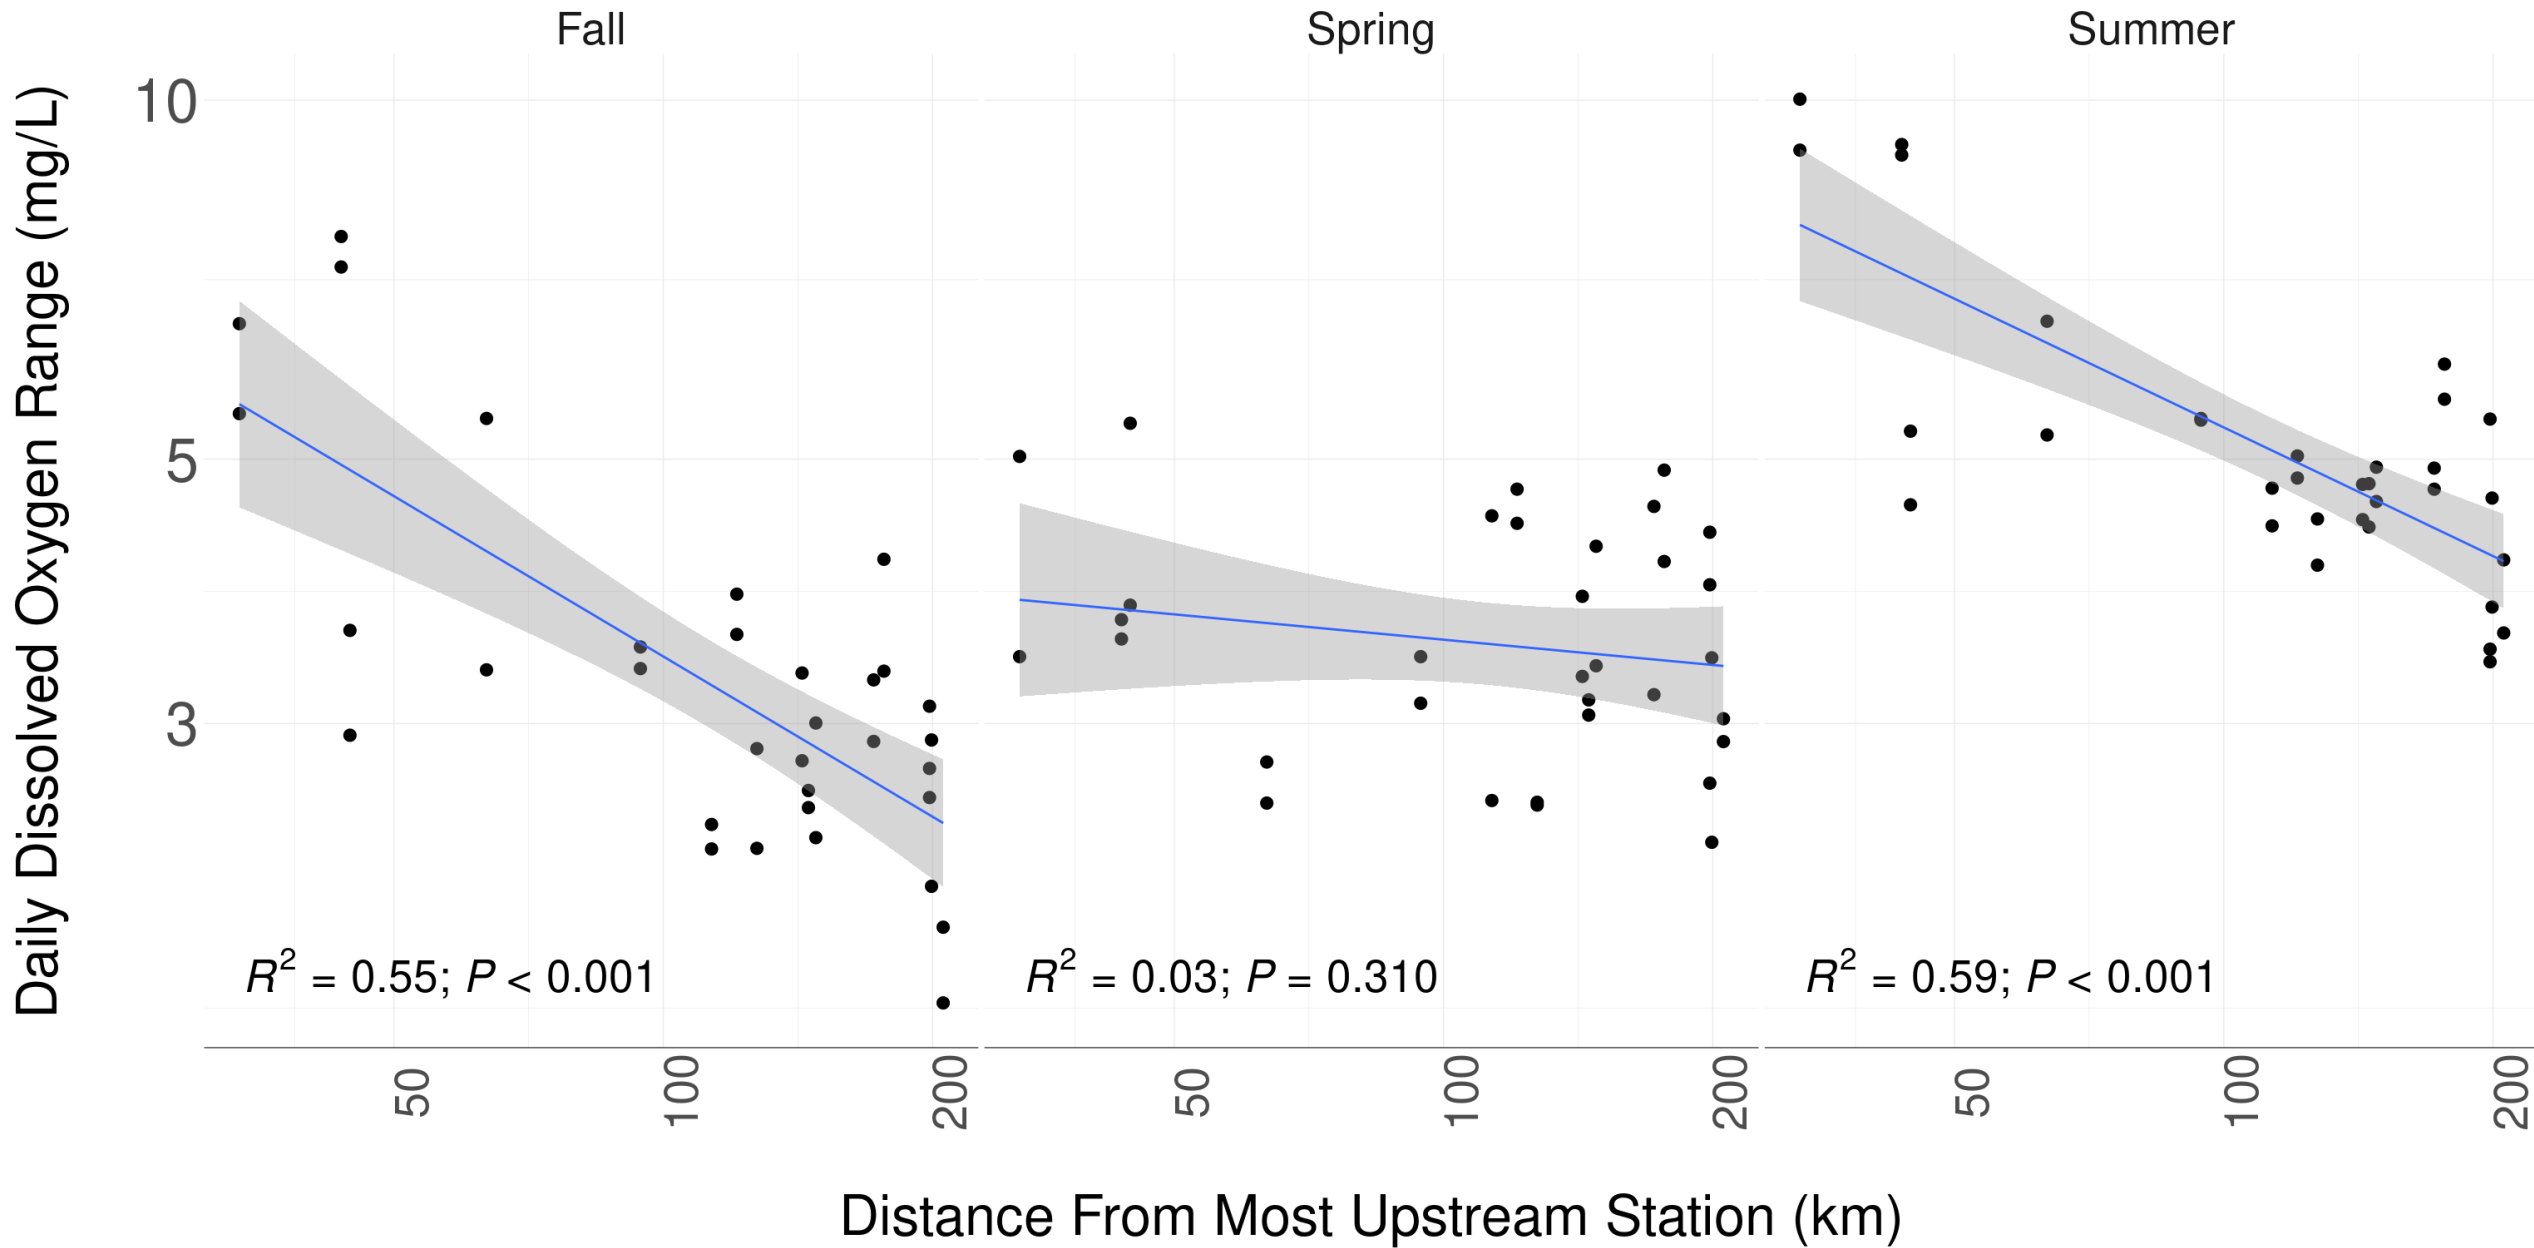 Fall
Spring
Summer
Daily Dissolved Oxygen Range (mg/L)
10
5
3
R² = 0.55; P < 0.001
R² = 0.03; P = 0.310
R² = 0.59; P < 0.001
50
100
200
50
100
200
50
100
200
Distance From Most Upstream Station (km)